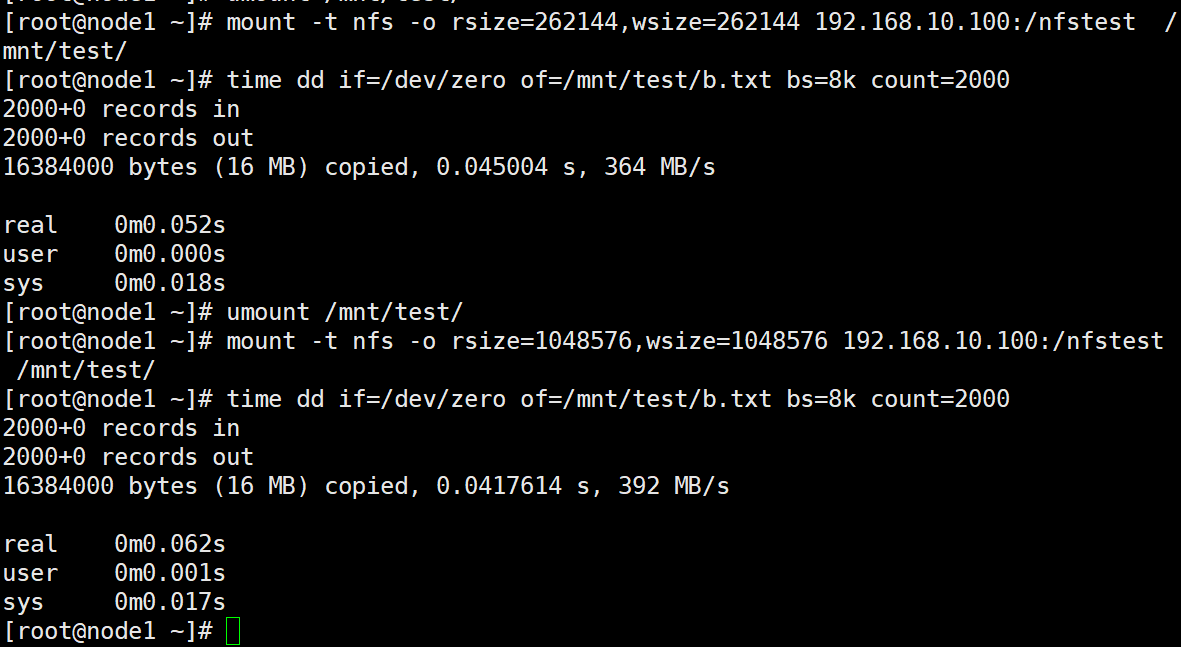 [root@node1 ~]# umount /mnt/test/
[root@node1 ~]# mount -t nfs -o rsize=262144,wsize=262144 192.168.10.100:/nfstest  /
mnt/test/
[root@node1 ~]# time dd if=/dev/zero of=/mnt/test/b.txt bs=8k count=2000
2000+0 records in
2000+0 records out
16384000 bytes (16 MB) copied, 0.045004 s, 364 MB/s
real    0m0.052s
user    0m0.000s
sys     0m0.018s
[root@node1 ~]# umount /mnt/test/
[root@node1 ~]# mount -t nfs -o rsize=1048576,wsize=1048576 192.168.10.100:/nfstest
 /mnt/test/
[root@node1 ~]# time dd if=/dev/zero of=/mnt/test/b.txt bs=8k count=2000
2000+0 records in
2000+0 records out
16384000 bytes (16 MB) copied, 0.0417614 s, 392 MB/s
real    0m0.062s
user    0m0.001s
sys     0m0.017s
[root@node1 ~]#